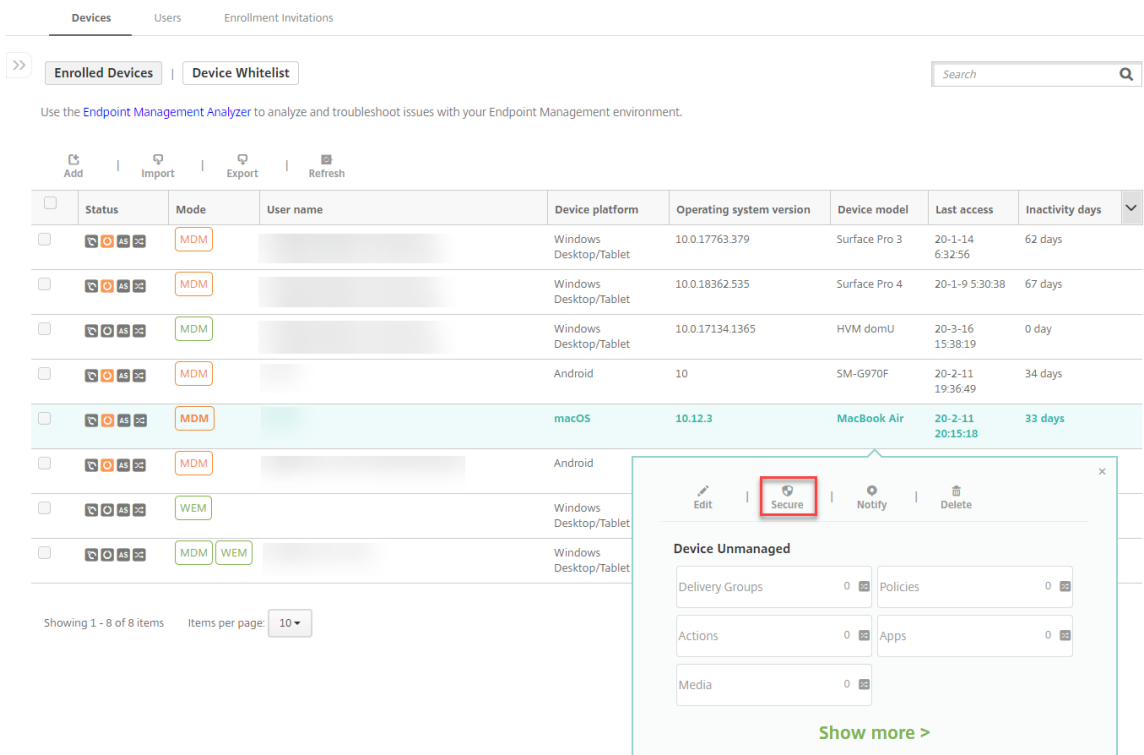 Devices Users Enrollment Invitations
Enrolled Devices | Device Whitelist Search
Use the Endpoint Management Analyzer to analyze and troubleshoot issues with your Endpoint Management environment.
Add | Import | Export | Refresh
Status Mode User name Device platform Operating system version Device model Last access Inactivity days
AS MDM Windows 10.0.17763.379 Surface Pro 3 20-1-14 62 days
Desktop/Tablet 6:32:56
AS MDM Windows 10.0.18362.535 Surface Pro 4 20-1-9 5:30:38 67 days
Desktop/Tablet
AS MDM Windows 10.0.17134.1365 HVM domU 20-3-16 0 day
Desktop/Tablet 15:38:19
AS MDM Android 10 SM-G970F 20-2-11 34 days
19:36:49
AS MDM macOS 10.12.3 MacBook Air 20-2-11 33 days
20:15:18
AS MDM Android
AS WEM Windows
Desktop/Tablet
AS MDM WEM Windows
Desktop/Tablet
Showing 1 - 8 of 8 items Items per page: 10
×
Edit | Secure | Notify | Delete
Device Unmanaged
Delivery Groups 0 Policies 0
Actions 0 Apps 0
Media 0
Show more >